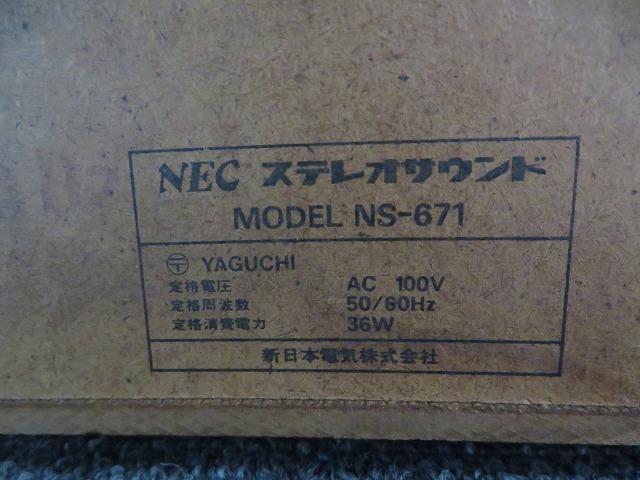 NEC ステレオサウンド
MODEL NS-671
〶 YAGUCHI
定格電圧 AC 100V
定格周波数 50/60Hz
定格消費電力 36W
新日本電気株式会社